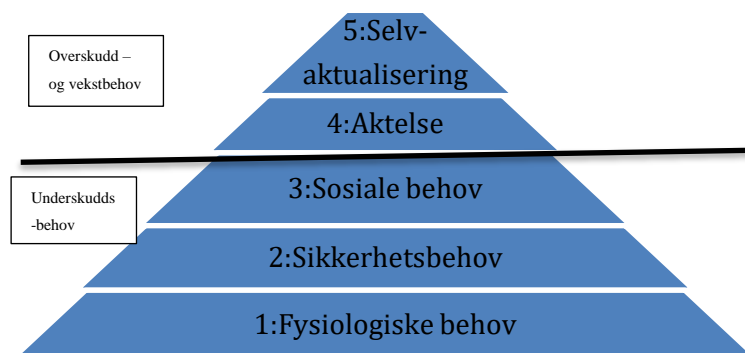 Overskudd –
og vekstbehov
5:Selv-
aktualisering
4:Aktelse
Underskudds
-behov
3:Sosiale behov
2:Sikkerhetsbehov
1:Fysiologiske behov